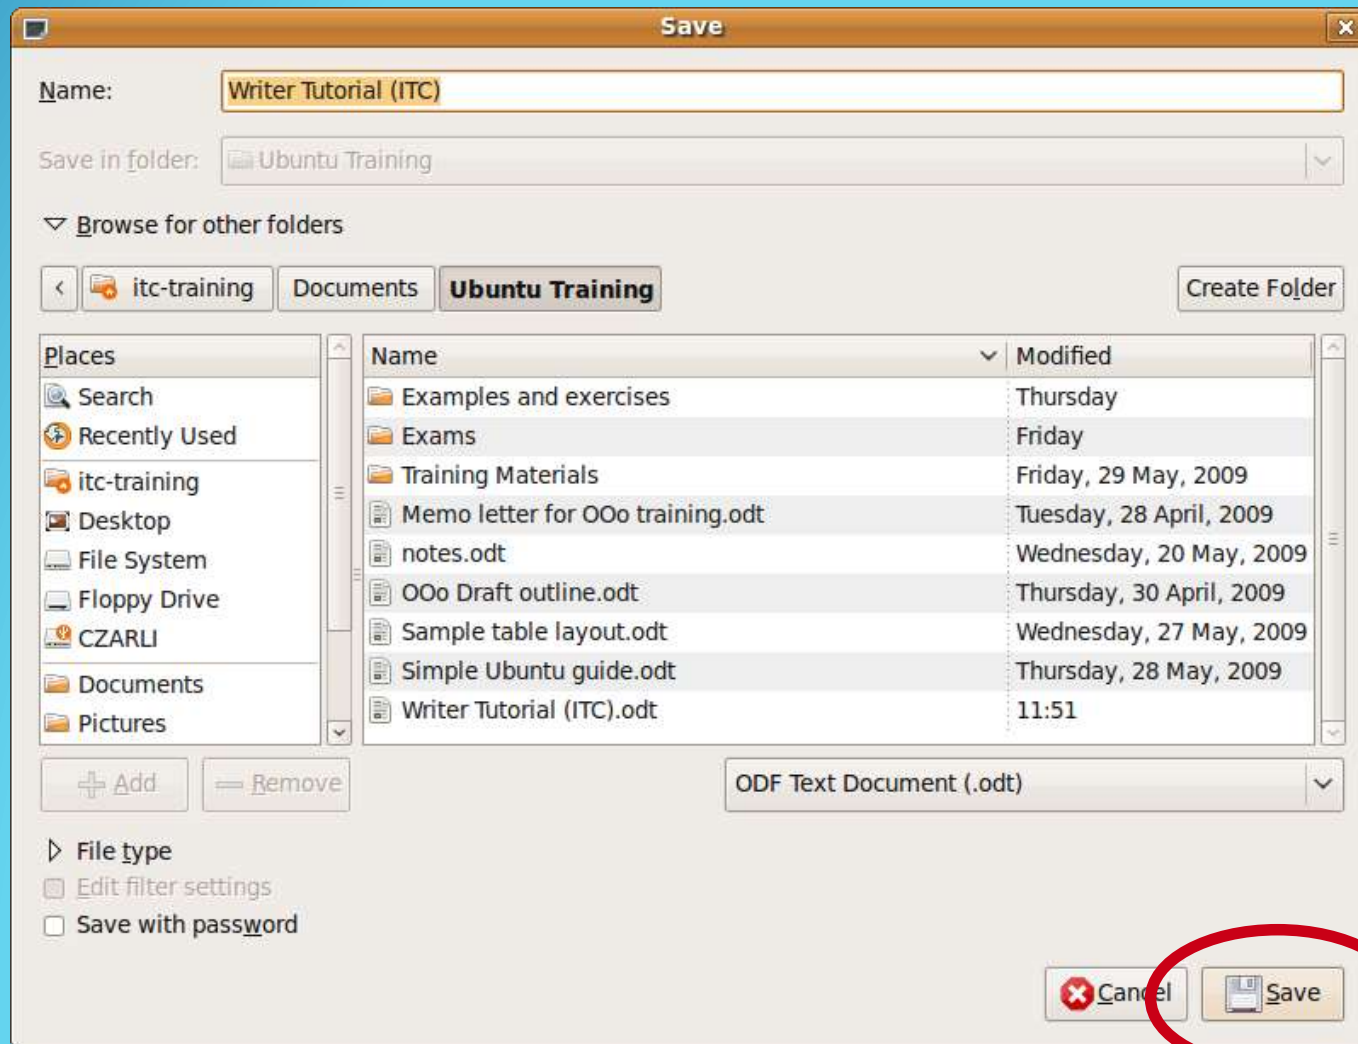 Save
Name: Writer Tutorial (ITC)
Save in folder: Ubuntu Training
Browse for other folders
itc-training Documents Ubuntu Training Create Folder
Places Name Modified
Search Examples and exercises Thursday
Recently Used Exams Friday
itc-training Training Materials Friday, 29 May, 2009
Desktop Memo letter for OOo training.odt Tuesday, 28 April, 2009
File System notes.odt Wednesday, 20 May, 2009
Floppy Drive OOo Draft outline.odt Thursday, 30 April, 2009
CZARLI Sample table layout.odt Wednesday, 27 May, 2009
Documents Simple Ubuntu guide.odt Thursday, 28 May, 2009
Pictures Writer Tutorial (ITC).odt 11:51
Add Remove ODF Text Document (.odt)
File type
Edit filter settings
Save with password
Cancel Save